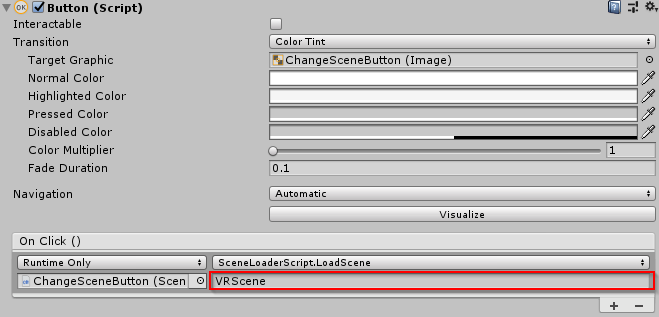 Button (Script)
Interactable
Transition Color Tint
Target Graphic ChangeSceneButton (Image)
Normal Color
Highlighted Color
Pressed Color
Disabled Color
Color Multiplier 1
Fade Duration 0.1
Navigation Automatic
Visualize
On Click ()
Runtime Only SceneLoaderScript.LoadScene
ChangeSceneButton (Scen VRScene